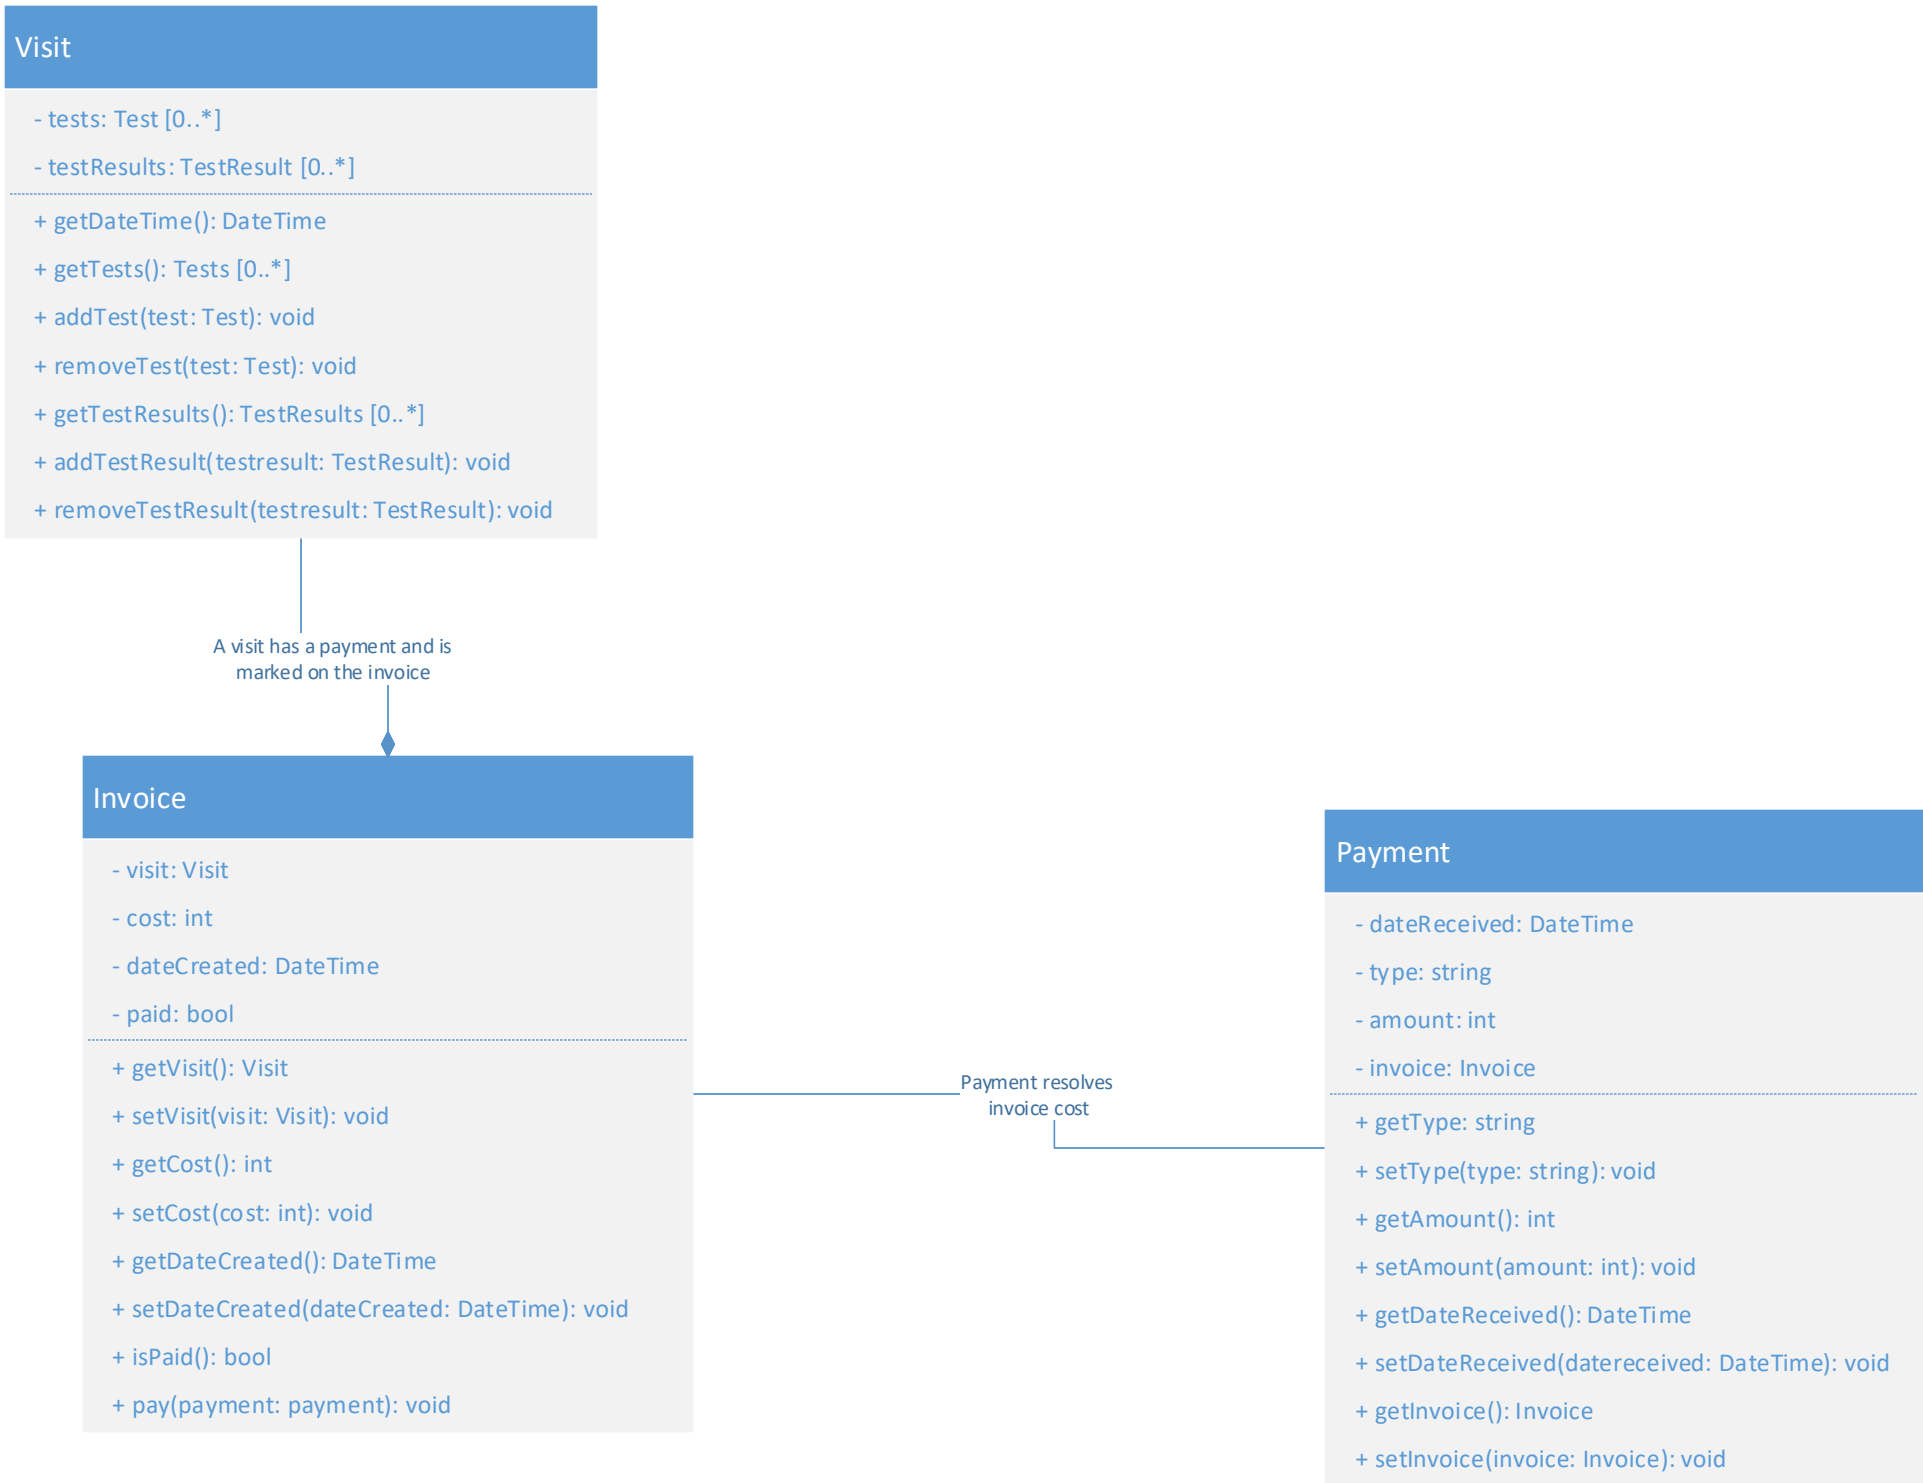 Visit
- tests: Test [0..*]
- testResults: TestResult [0..*]
+ getDateTime(): DateTime
+ getTests(): Tests [0..*]
+ addTest(test: Test): void
+ removeTest(test: Test): void
+ getTestResults(): TestResults [0..*]
+ addTestResult(testresult: TestResult): void
+ removeTestResult(testresult: TestResult): void
A visit has a payment and is
marked on the invoice
Invoice
- visit: Visit
- cost: int
- dateCreated: DateTime
- paid: bool
+ getVisit(): Visit
+ setVisit(visit: Visit): void
+ getCost(): int
+ setCost(cost: int): void
+ getDateCreated(): DateTime
+ setDateCreated(dateCreated: DateTime): void
+ isPaid(): bool
+ pay(payment: payment): void
Payment resolves
invoice cost
Payment
- dateReceived: DateTime
- type: string
- amount: int
- invoice: Invoice
+ getType: string
+ setType(type: string): void
+ getAmount(): int
+ setAmount(amount: int): void
+ getDateReceived(): DateTime
+ setDateReceived(datereceived: DateTime): void
+ getInvoice(): Invoice
+ setInvoice(invoice: Invoice): void